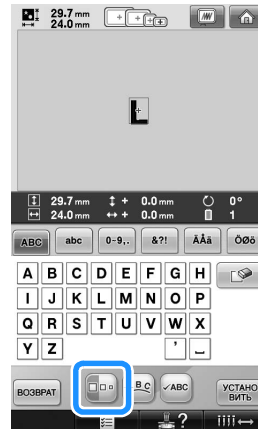 29.7 mm
24.0 mm
L
29.7 mm + 0.0 mm 0°
24.0 mm + 0.0 mm 1
ABC abc 0-9,. &?! ÄÅä ÖØö
A B C D E F G H
I J K L M N O P
Q R S T U V W X
Y Z ' _
ВОЗВРАТ B C ✓ABC УСТАНО
ВИТЬ
?